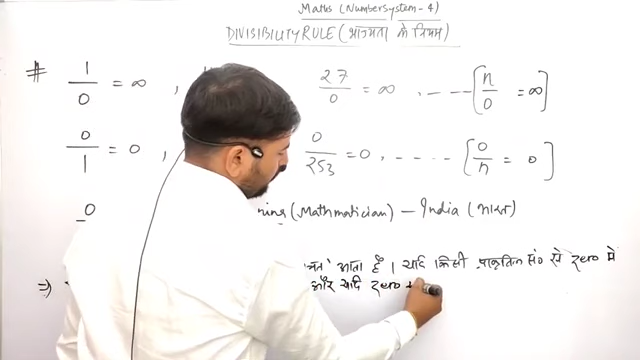 Maths (Number System - 4)
DIVISIBILITY RULE (भाज्यता के नियम)
# 1/0 = ∞ , 27/0 = ∞ , - --- [n/0 = ∞]
0/1 = 0 , 0/253 = 0 , - - - - [0/n = 0]
0 (Mathmatician) – India (भारत)
आता है । यदि किसी प्राकृतिक सं० से zero में
⇒ और यदि zero